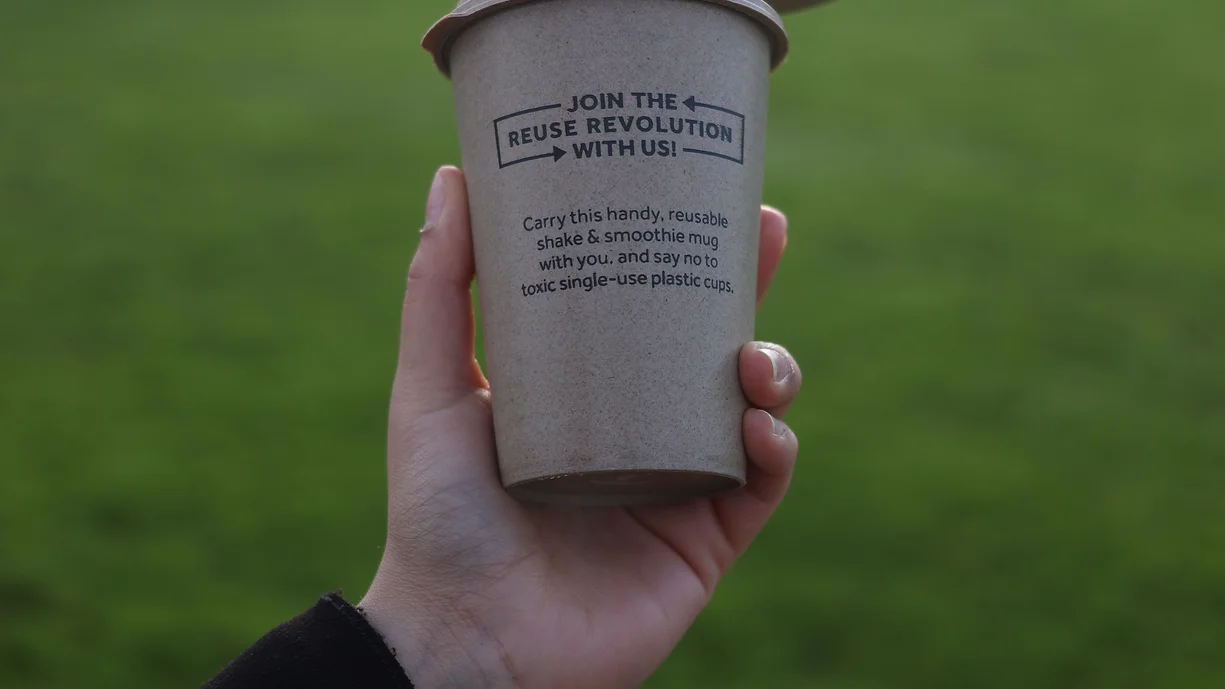 JOIN THE
REUSE REVOLUTION
WITH US!
Carry this handy, reusable
shake & smoothie mug
with you. and say no to
toxic single-use plastic cups.